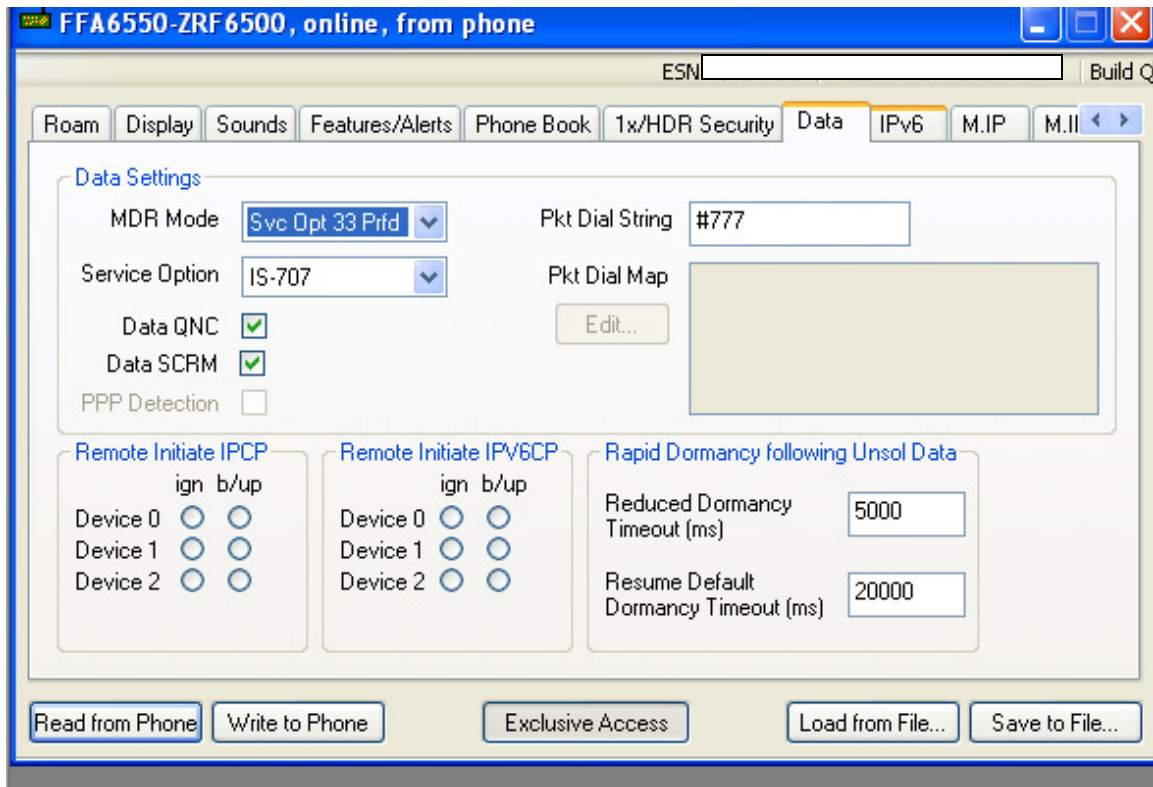 FFA6550-ZRF6500, online, from phone
ESN
Build Q
Roam Display Sounds Features/Alerts Phone Book 1x/HDR Security Data IPv6 M.IP M.II
Data Settings
MDR Mode Svc Opt 33 Prfd Pkt Dial String #777
Service Option IS-707 Pkt Dial Map
Data QNC Edit...
Data SCRM
PPP Detection
Remote Initiate IPCP Remote Initiate IPV6CP Rapid Dormancy following Unsol Data
ign b/up ign b/up
Device 0 Device 0 Reduced Dormancy Timeout (ms) 5000
Device 1 Device 1
Device 2 Device 2 Resume Default Dormancy Timeout (ms) 20000
Read from Phone Write to Phone Exclusive Access Load from File... Save to File...